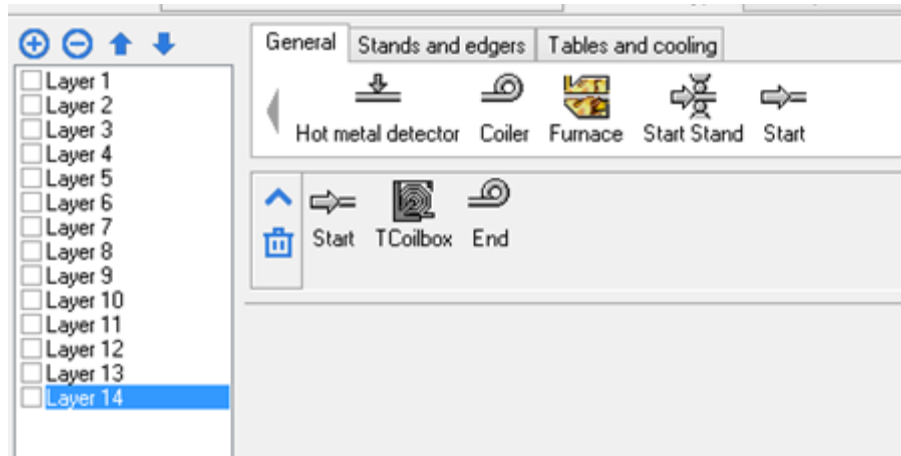 General Stands and edgers Tables and cooling
Layer 1
Layer 2
Layer 3
Layer 4
Layer 5
Layer 6
Layer 7
Layer 8
Layer 9
Layer 10
Layer 11
Layer 12
Layer 13
Layer 14
Hot metal detector Coiler Furnace Start Stand Start
Start TCoilbox End